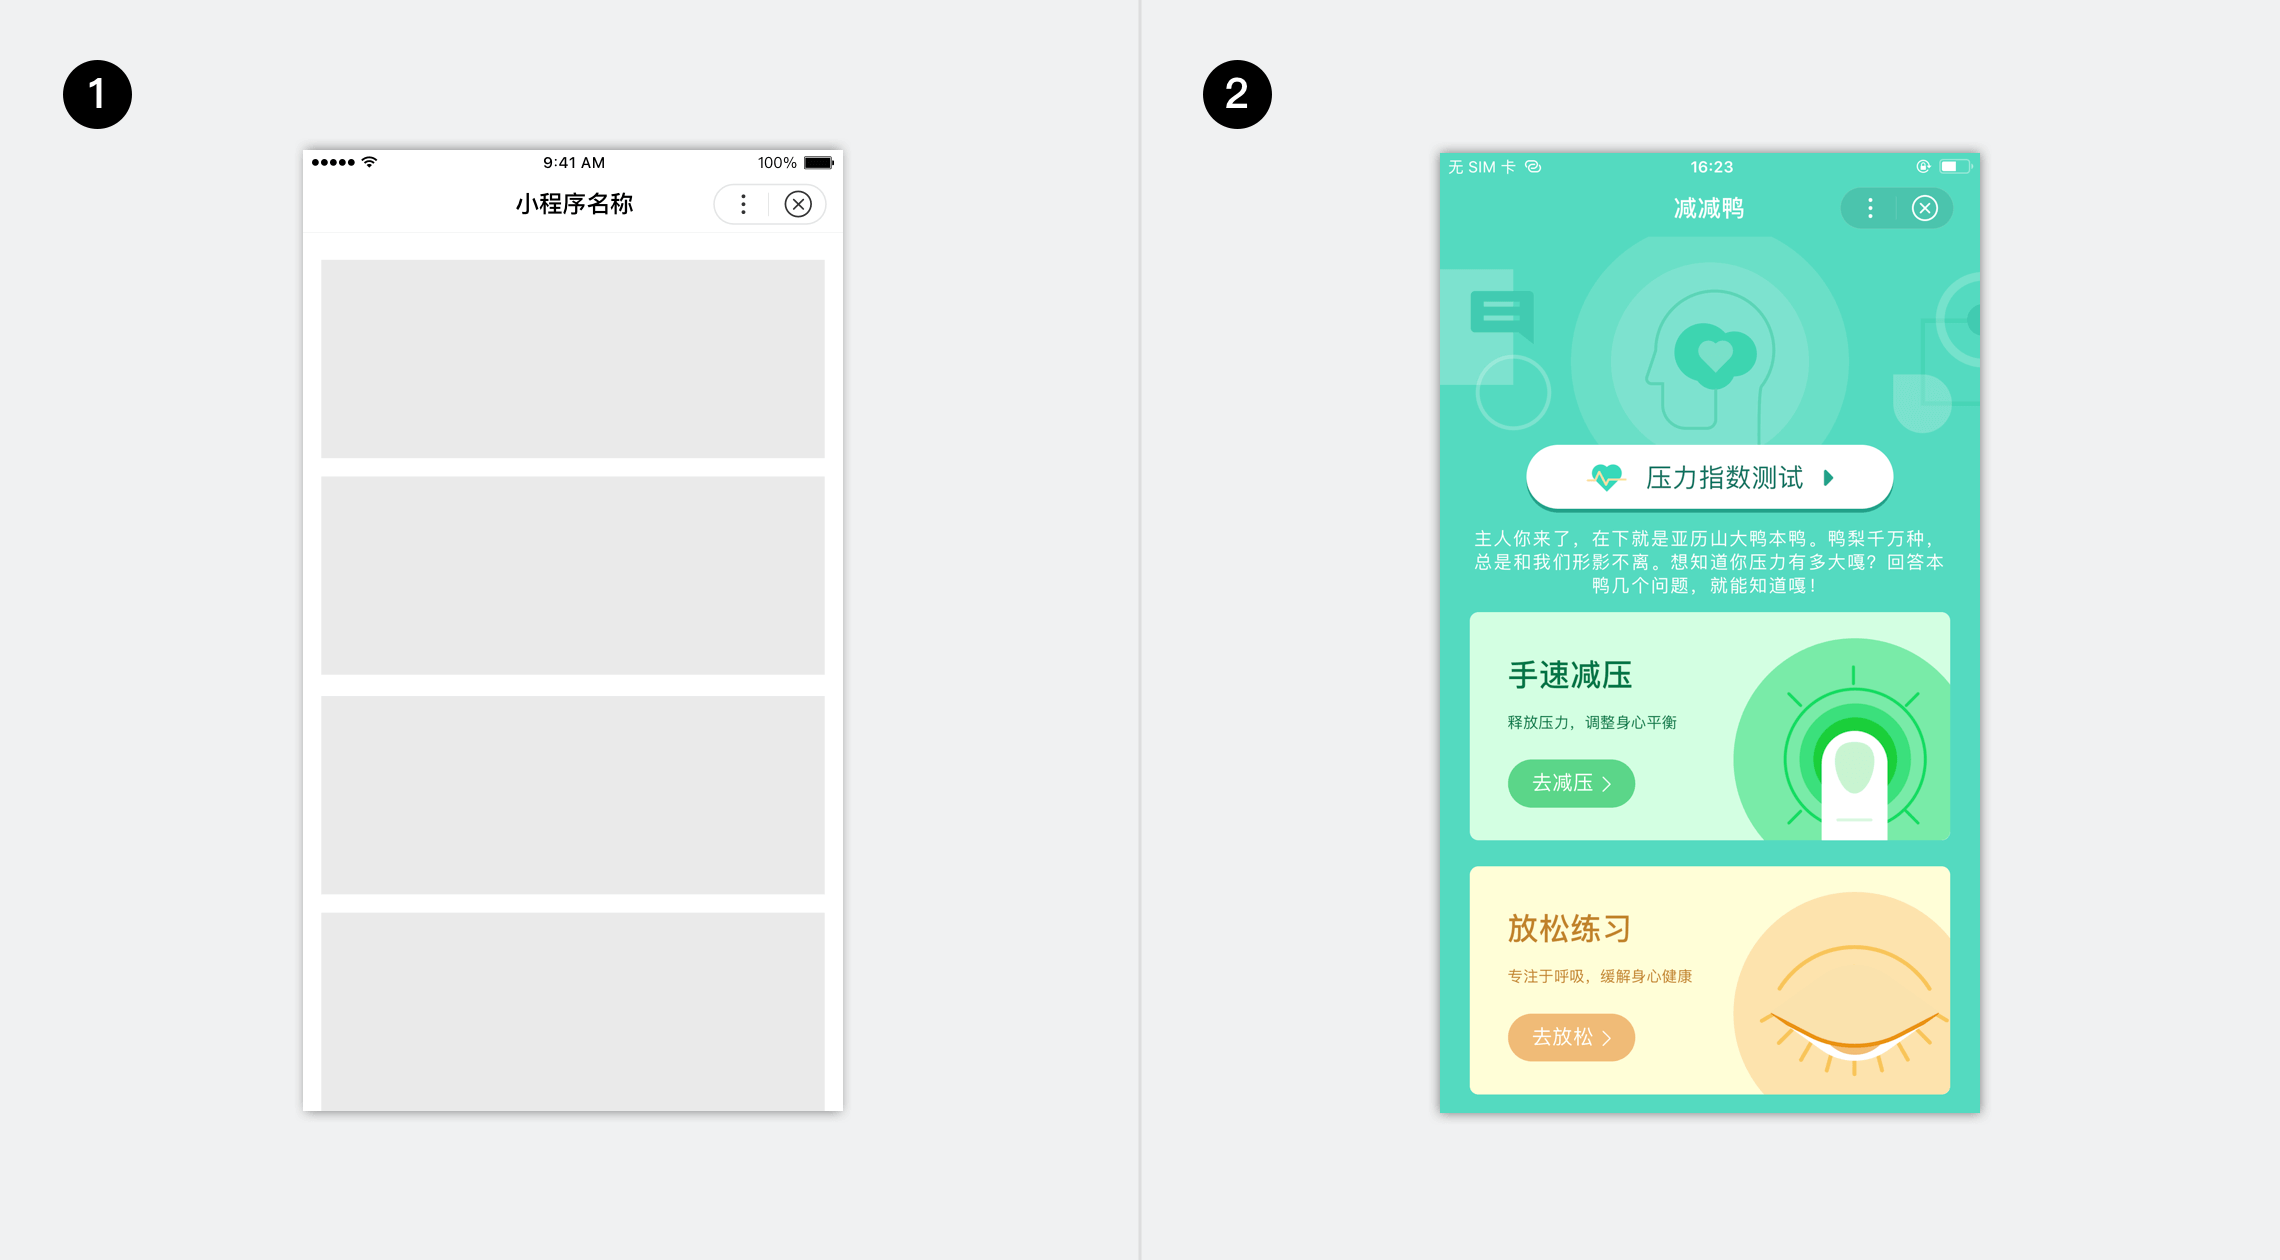 1
9:41 AM
100%
小程序名称
2
无 SIM 卡
16:23
减减鸭
压力指数测试
主人你来了，在下就是亚历山大鸭本鸭。鸭梨千万种，
总是和我们形影不离。想知道你压力有多大嘎？回答本
鸭几个问题，就能知道嘎！
手速减压
释放压力，调整身心平衡
去减压
放松练习
专注于呼吸，缓解身心健康
去放松